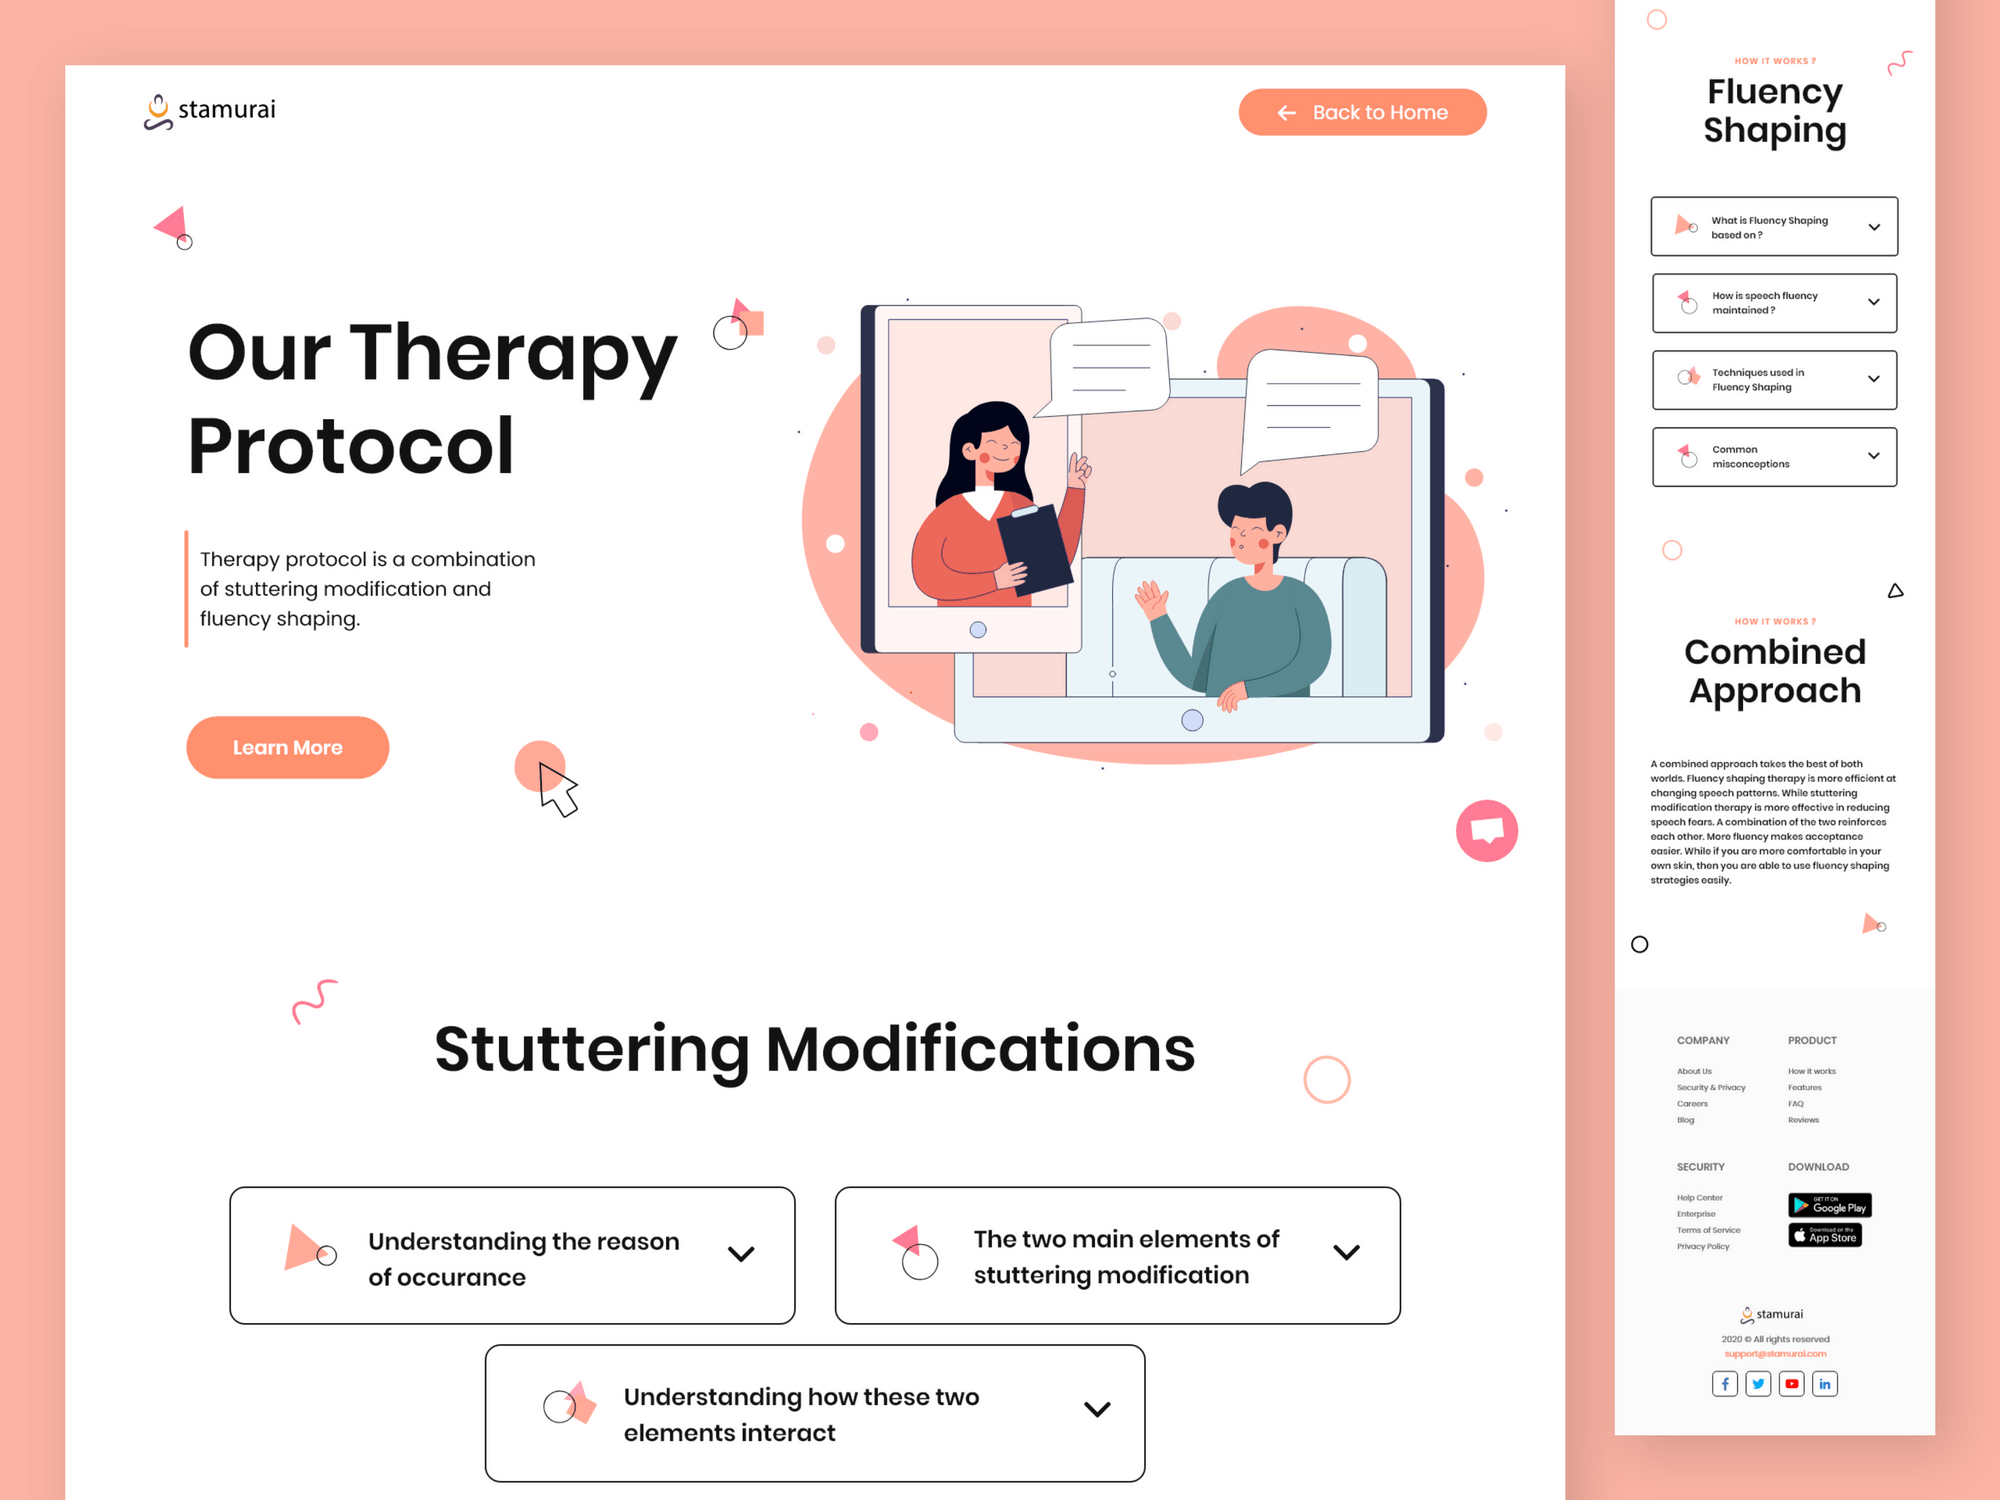 stamurai
Back to Home
Our Therapy
Protocol
Therapy protocol is a combination
of stuttering modification and
fluency shaping.
Learn More
Stuttering Modifications
Understanding the reason
of occurance
The two main elements of
stuttering modification
Understanding how these two
elements interact
HOW IT WORKS ?
Fluency
Shaping
What is Fluency Shaping
based on ?
How is speech fluency
maintained ?
Techniques used in
Fluency Shaping
Common
misconceptions
HOW IT WORKS ?
Combined
Approach
A combined approach takes the best of both
worlds. Fluency shaping therapy is more efficient at
changing speech patterns. While stuttering
modification therapy is more effective in reducing
speech fears. A combination of the two reinforces
each other. More fluency makes acceptance
easier. While if you are more comfortable in your
own skin, then you are able to use fluency shaping
strategies easily.
COMPANY
About Us
Security & Privacy
Careers
Blog
PRODUCT
How it works
Features
FAQ
Reviews
SECURITY
Help Center
Enterprise
Terms of Service
Privacy Policy
DOWNLOAD
GET IT ON
Google Play
Download on the
App Store
stamurai
2020 © All rights reserved
support@stamurai.com